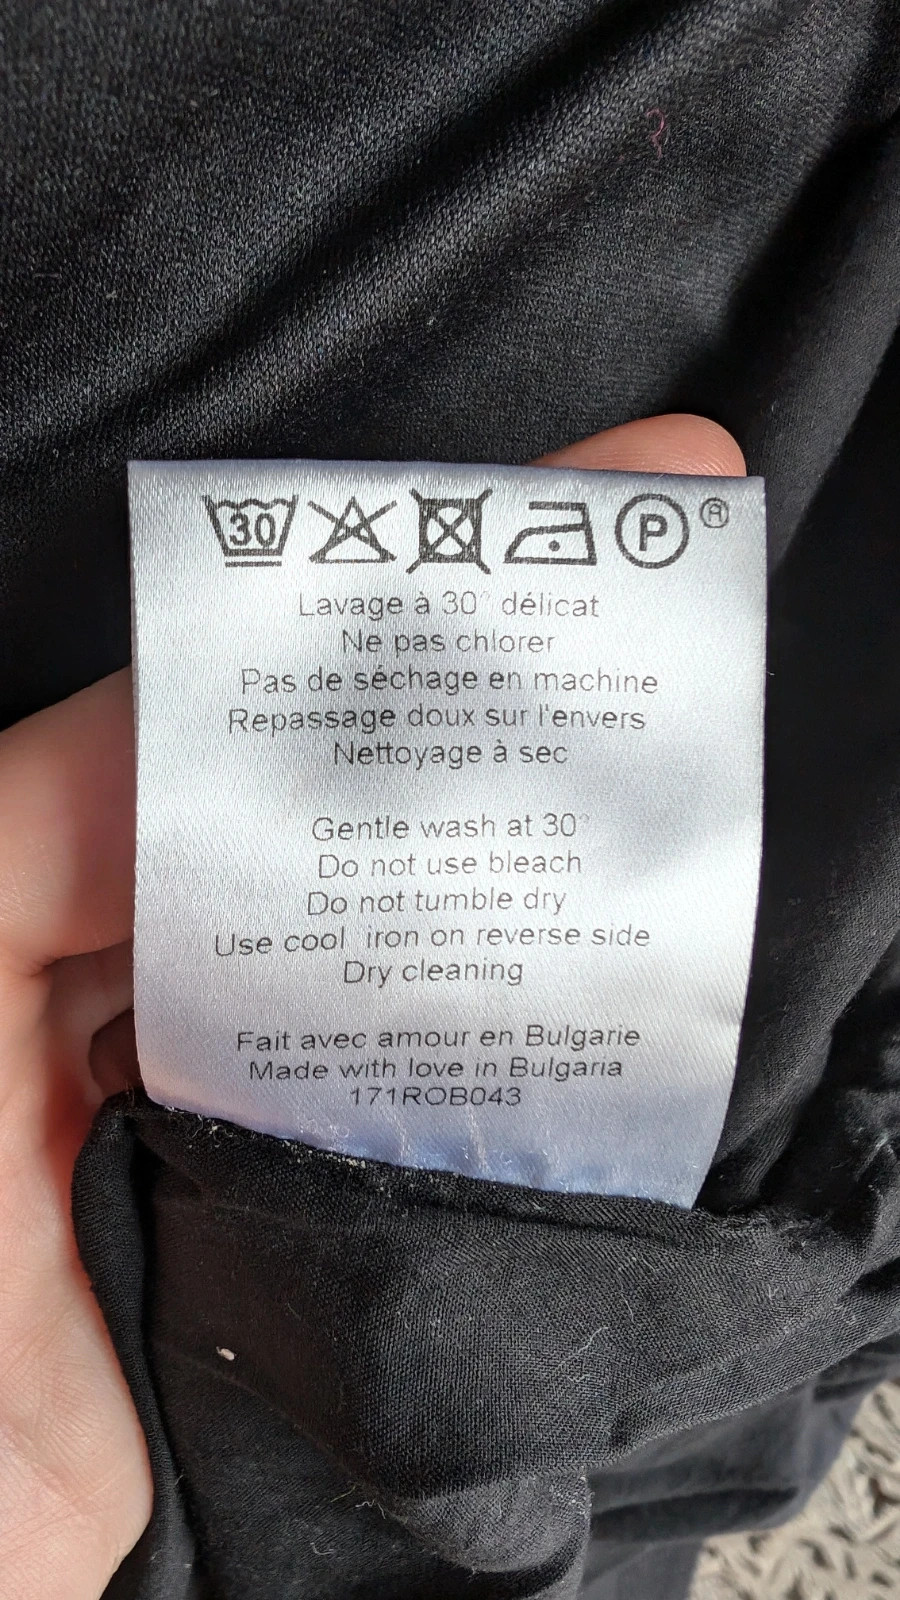 30 P ®
Lavage à 30° délicat
Ne pas chlorer
Pas de séchage en machine
Repassage doux sur l'envers
Nettoyage à sec
Gentle wash at 30°
Do not use bleach
Do not tumble dry
Use cool iron on reverse side
Dry cleaning
Fait avec amour en Bulgarie
Made with love in Bulgaria
171ROB043